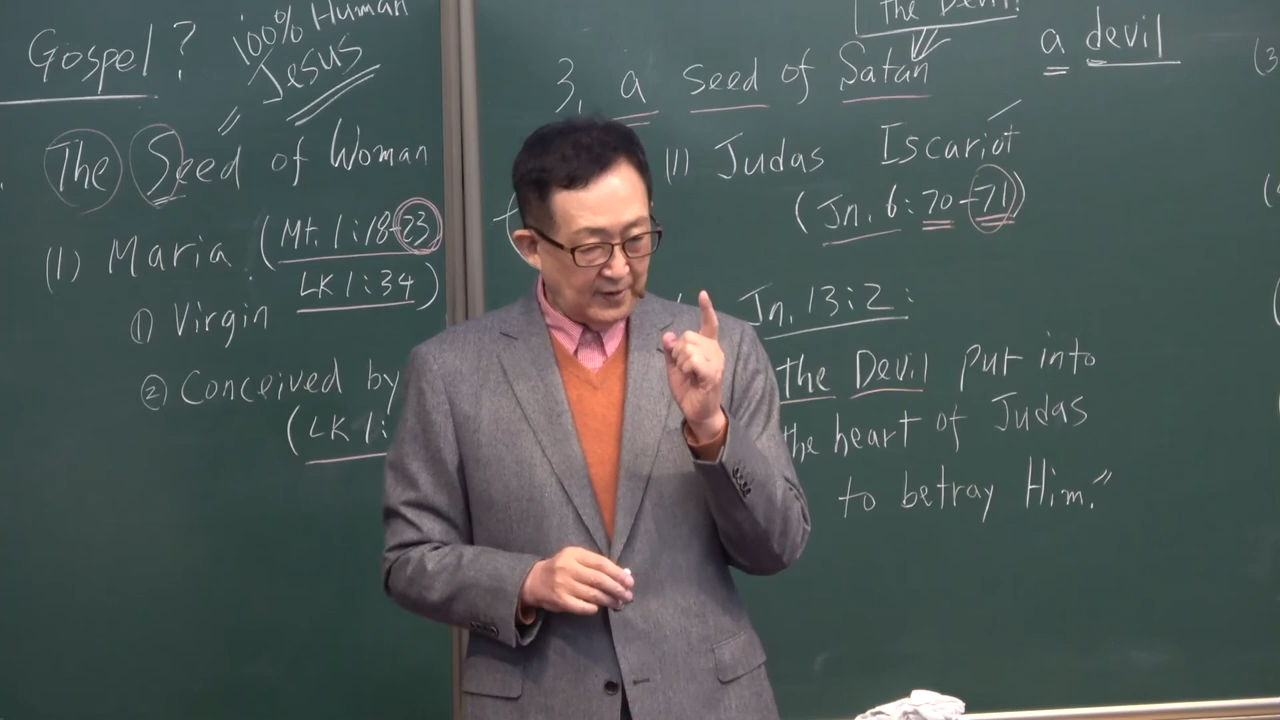 Gospel?
100% Human
Jesus
〃
The Seed of Woman
(1) Maria (Mt. 1:18-23)
LK 1:34)
① Virgin
② Conceived by
(LK 1:
the Devil!
a devil
3, a seed of Satan
(1) Judas Iscariot
(Jn. 6:70-71)
Jn. 13:2:
the Devil put into
the heart of Judas
to betray Him."